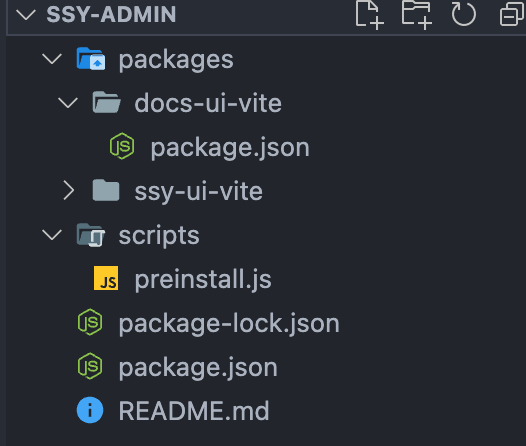 SSY-ADMIN
packages
docs-ui-vite
package.json
ssy-ui-vite
scripts
JS preinstall.js
package-lock.json
package.json
README.md